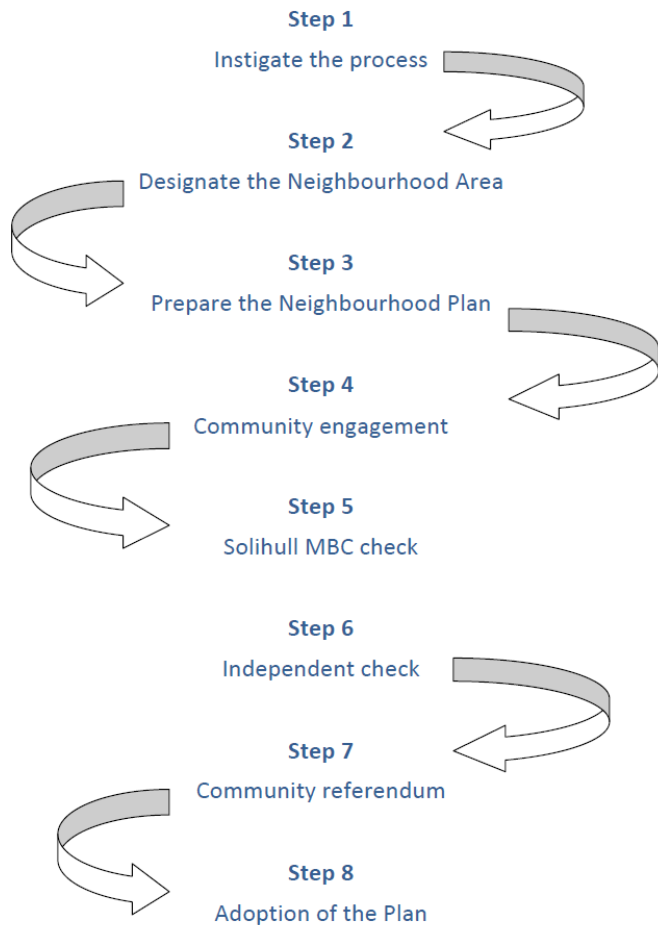 Step 1
Instigate the process
Step 2
Designate the Neighbourhood Area
Step 3
Prepare the Neighbourhood Plan
Step 4
Community engagement
Step 5
Solihull MBC check
Step 6
Independent check
Step 7
Community referendum
Step 8
Adoption of the Plan